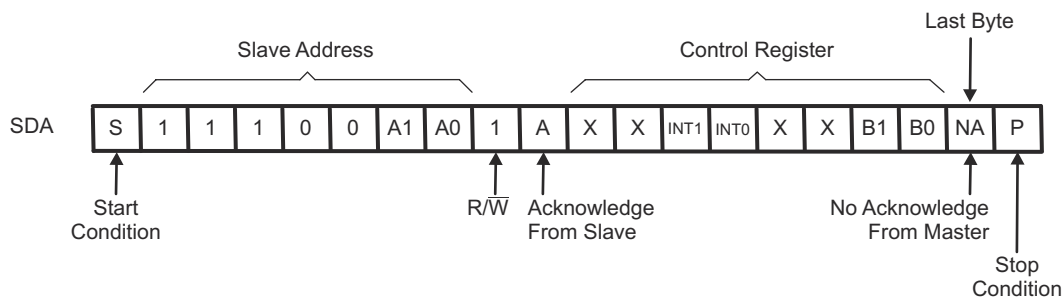 Last Byte
Slave Address
Control Register
SDA S 1 1 1 0 0 A1 A0 1 A X X INT1 INT0 X X B1 B0 NA P
Start
Condition
R/W̅
Acknowledge
From Slave
No Acknowledge
From Master
Stop
Condition